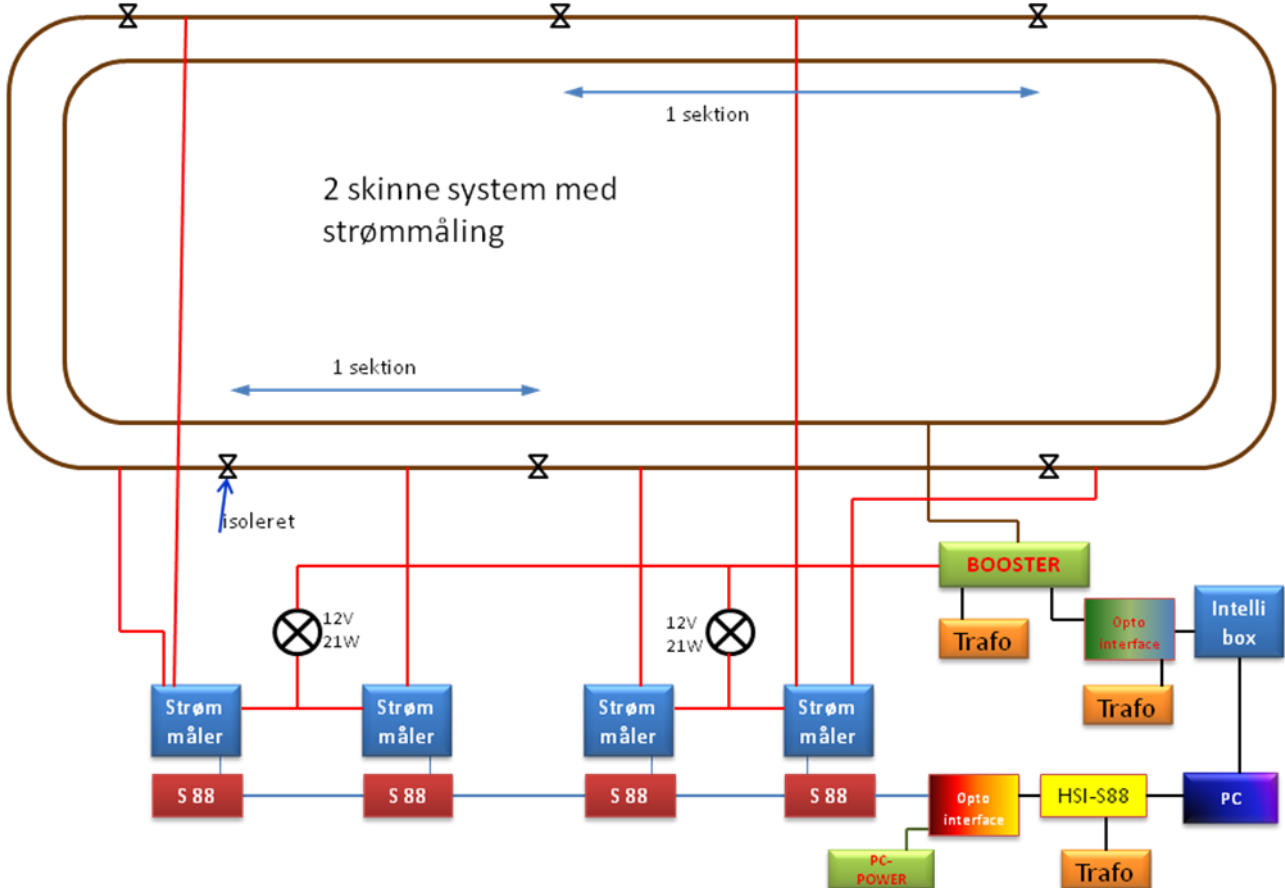 1 sektion
2 skinne system med
strømmåling
1 sektion
isoleret
BOOSTER
12V
21W
12V
21W
Trafo
Opto
interface
Intelli
box
Trafo
Strøm
måler
Strøm
måler
Strøm
måler
Strøm
måler
S 88
S 88
S 88
S 88
Opto
interface
HSI-S88
PC
PC-
POWER
Trafo